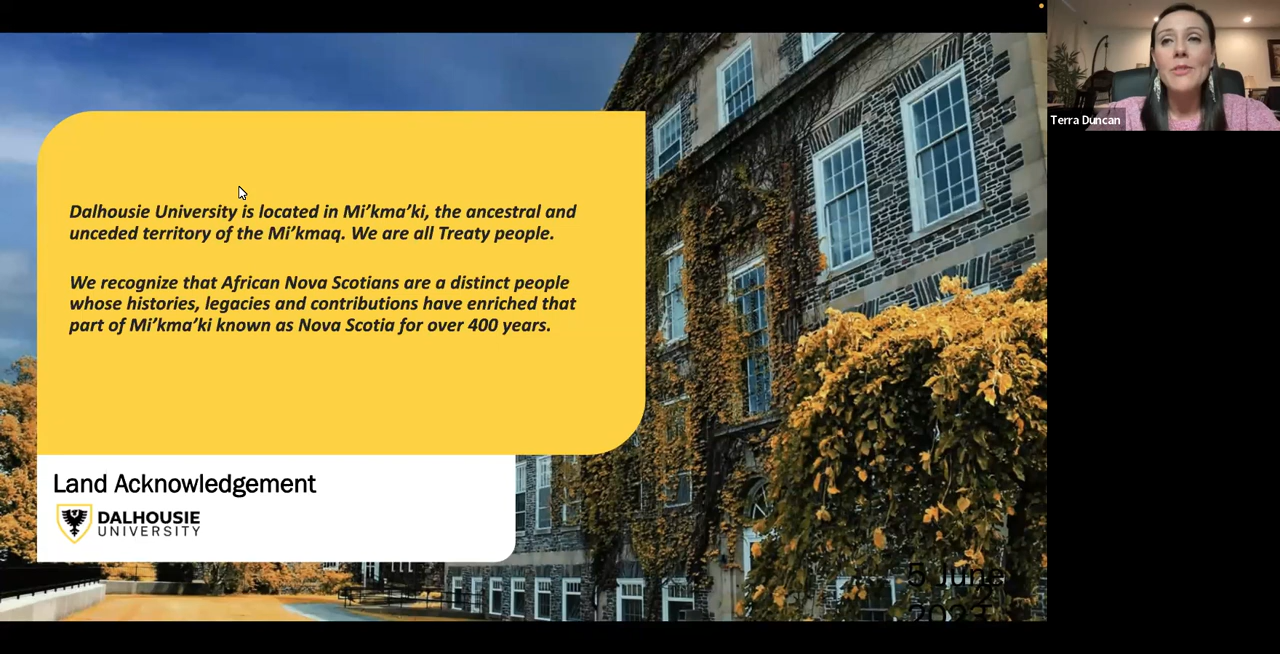 Terra Duncan
Dalhousie University is located in Mi’kma’ki, the ancestral and
unceded territory of the Mi’kmaq. We are all Treaty people.
We recognize that African Nova Scotians are a distinct people
whose histories, legacies and contributions have enriched that
part of Mi’kma’ki known as Nova Scotia for over 400 years.
Land Acknowledgement
DALHOUSIE
UNIVERSITY
5 June
2
2023